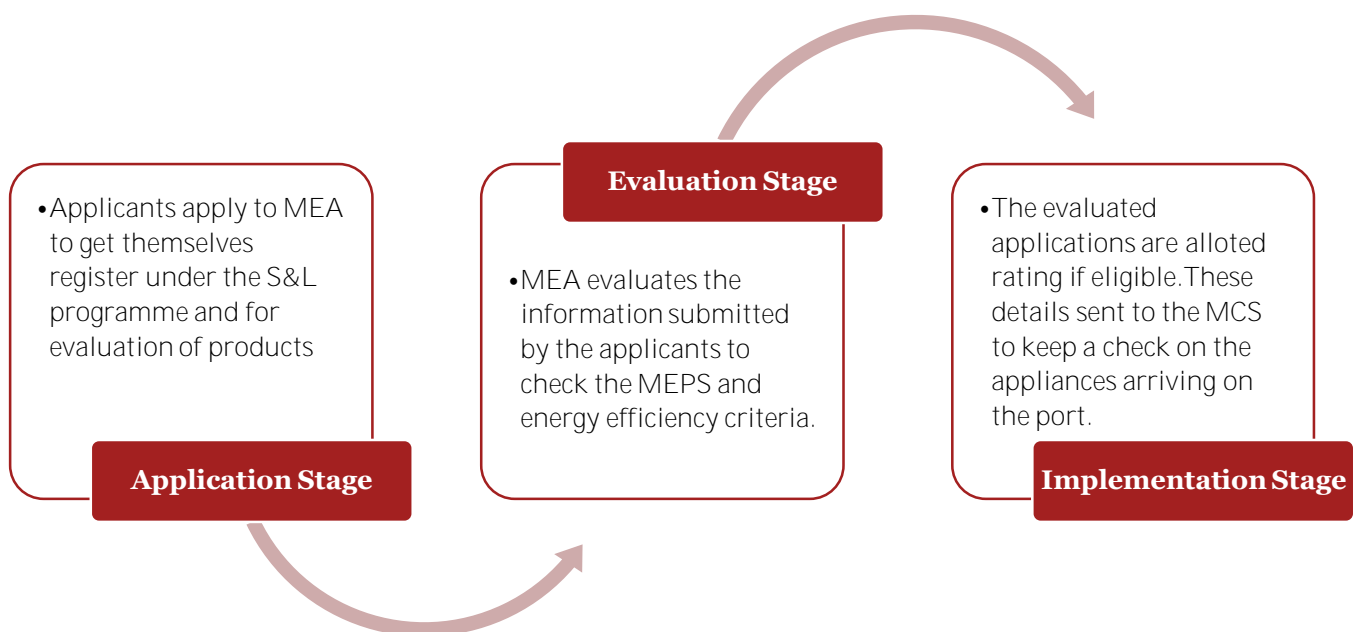 •Applicants apply to MEA
to get themselves
register under the S&L
programme and for
evaluation of products
Application Stage
Evaluation Stage
•MEA evaluates the
information submitted
by the applicants to
check the MEPS and
energy efficiency criteria.
•The evaluated
applications are alloted
rating if eligible.These
details sent to the MCS
to keep a check on the
appliances arriving on
the port.
Implementation Stage